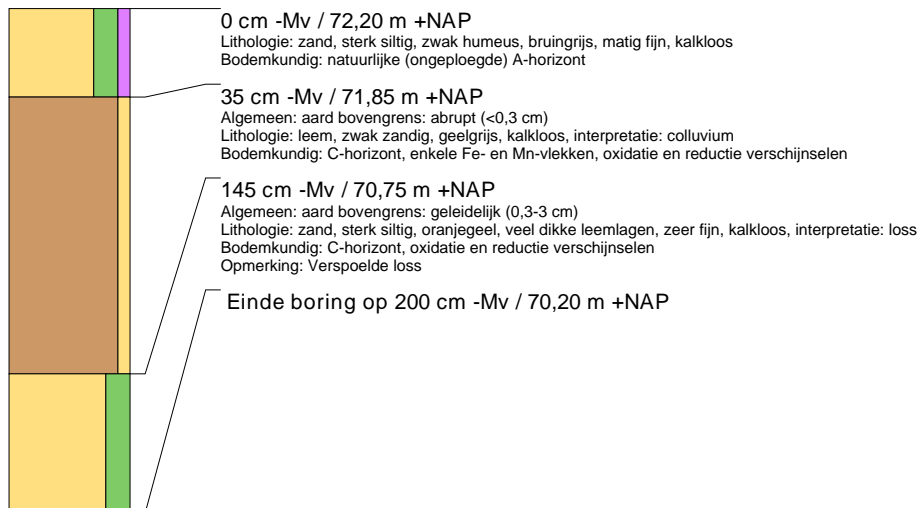 0 cm -Mv / 72,20 m +NAP
Lithologie: zand, sterk siltig, zwak humeus, bruingrijs, matig fijn, kalkloos
Bodemkundig: natuurlijke (ongeploegde) A-horizont
35 cm -Mv / 71,85 m +NAP
Algemeen: aard bovengrens: abrupt (<0,3 cm)
Lithologie: leem, zwak zandig, geelgrijs, kalkloos, interpretatie: colluvium
Bodemkundig: C-horizont, enkele Fe- en Mn-vlekken, oxidatie en reductie verschijnselen
145 cm -Mv / 70,75 m +NAP
Algemeen: aard bovengrens: geleidelijk (0,3-3 cm)
Lithologie: zand, sterk siltig, oranjegeel, veel dikke leemlagen, zeer fijn, kalkloos, interpretatie: loss
Bodemkundig: C-horizont, oxidatie en reductie verschijnselen
Opmerking: Verspoelde loss
Einde boring op 200 cm -Mv / 70,20 m +NAP